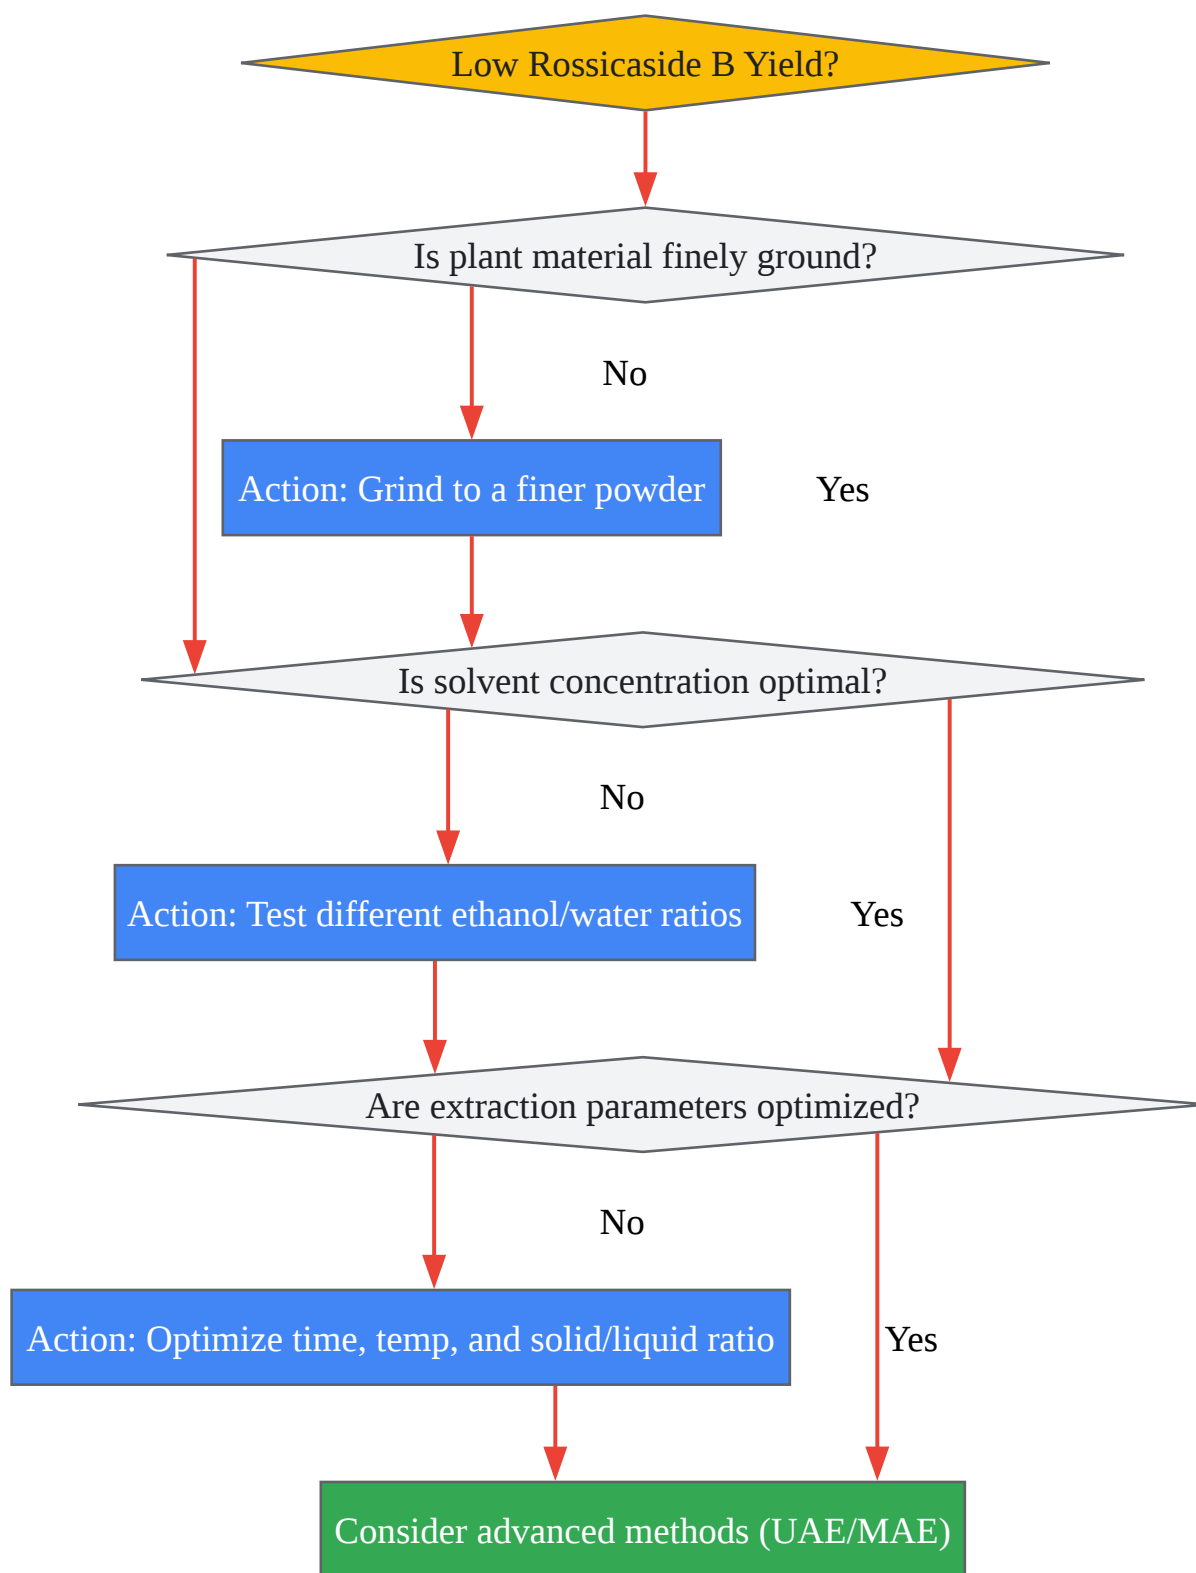 Low Rossicaside B Yield?
Is plant material finely ground?
No
Action: Grind to a finer powder
Yes
Is solvent concentration optimal?
No
Action: Test different ethanol/water ratios
Yes
Are extraction parameters optimized?
No
Action: Optimize time, temp, and solid/liquid ratio
Yes
Consider advanced methods (UAE/MAE)